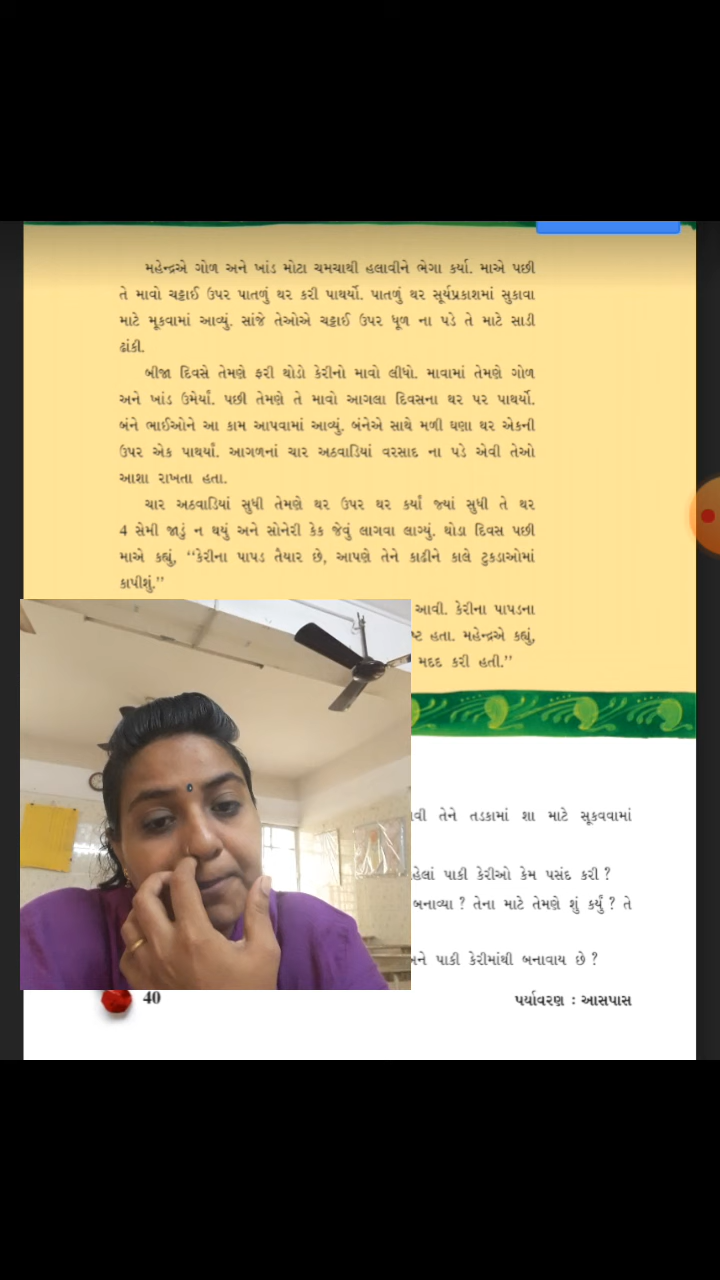 મહેન્દ્રએ ગોળ અને ખાંડ મોટા ચમચાથી હલાવીને ભેગા કર્યા. માએ પછી
તે માવો ચટ્ટાઈ ઉપર પાતળું થર કરી પાથર્યો. પાતળું થર સૂર્યપ્રકાશમાં સુકાવા
માટે મૂકવામાં આવ્યું. સાંજે તેઓએ ચટ્ટાઈ ઉપર ધૂળ ના પડે તે માટે સાડી
ઢાંકી.
બીજા દિવસે તેમણે ફરી થોડો કેરીનો માવો લીધો. માવામાં તેમણે ગોળ
અને ખાંડ ઉમેર્યાં. પછી તેમણે તે માવો આગલા દિવસના થર પર પાથર્યો.
બંને ભાઈઓને આ કામ આપવામાં આવ્યું. બંનેએ સાથે મળી ઘણા થર એકની
ઉપર એક પાથર્યાં. આગળનાં ચાર અઠવાડિયાં વરસાદ ના પડે એવી તેઓ
આશા રાખતા હતા.
ચાર અઠવાડિયાં સુધી તેમણે થર ઉપર થર કર્યાં જ્યાં સુધી તે થર
4 સેમી જાડું ન થયું અને સોનેરી કેક જેવું લાગવા લાગ્યું. થોડા દિવસ પછી
માએ કહ્યું, ‘‘કેરીના પાપડ તૈયાર છે, આપણે તેને કાઢીને કાલે ટુકડાઓમાં
કાપીશું.’’
આવી. કેરીના પાપડના
હતા. મહેન્દ્રએ કહ્યું,
મદદ કરી હતી.’’
તેને તડકામાં શા માટે સૂકવવામાં
પાકી કેરીઓ કેમ પસંદ કરી ?
બનાવ્યા ? તેના માટે તેમણે શું કર્યું ? તે
પાકી કેરીમાંથી બનાવાય છે ?
40
પર્યાવરણ : આસપાસ